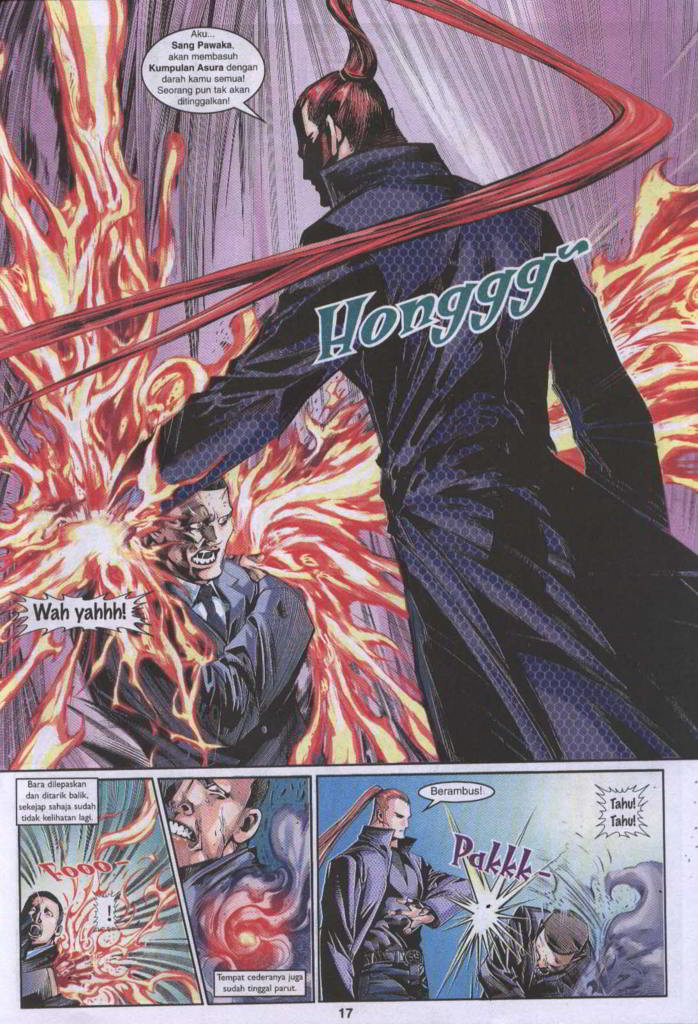 Aku...
Sang Pawaka,
akan membasuh
Kumpulan Asura dengan
darah kamu semua!
Seorang pun tak akan
ditinggalkan!
Honggg~
Wah yahhh!
Bara dilepaskan
dan ditarik balik,
sekejap sahaja sudah
tidak kelihatan lagi.
Fooo~
!
Tempat cederanya juga
sudah tinggal parut.
Berambus!
Pakkk~
Tahu!
Tahu!
17